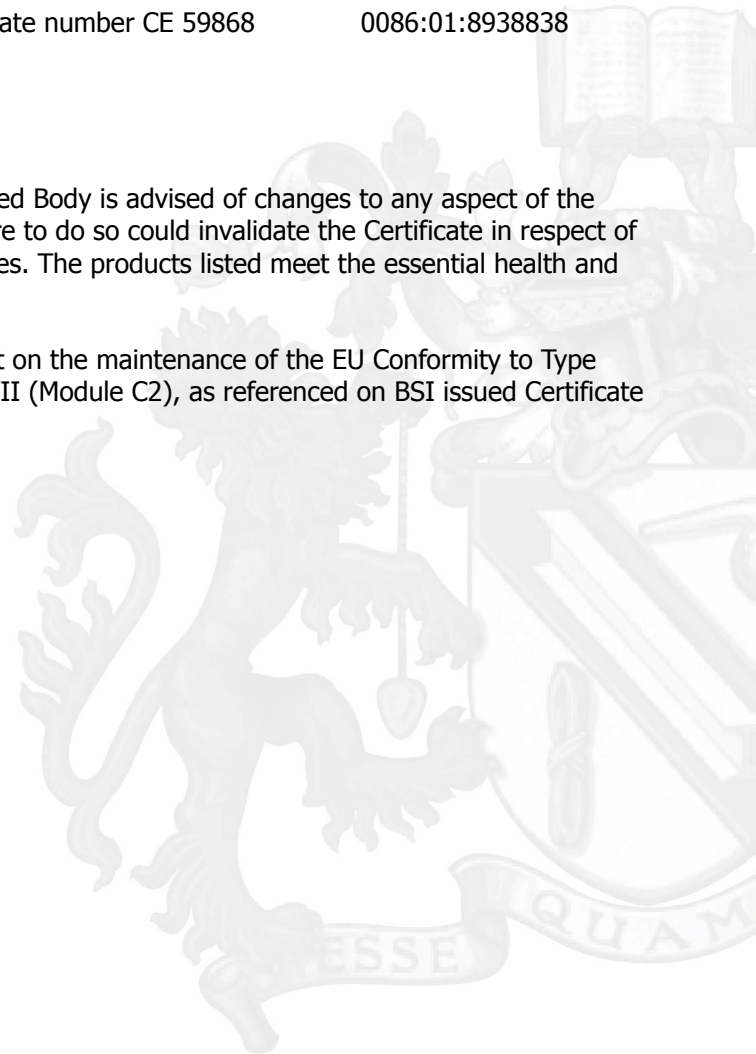 ate number CE 59868 0086:01:8938838
ed Body is advised of changes to any aspect of the
re to do so could invalidate the Certificate in respect of
es. The products listed meet the essential health and
t on the maintenance of the EU Conformity to Type
II (Module C2), as referenced on BSI issued Certificate
ESSE QUAM